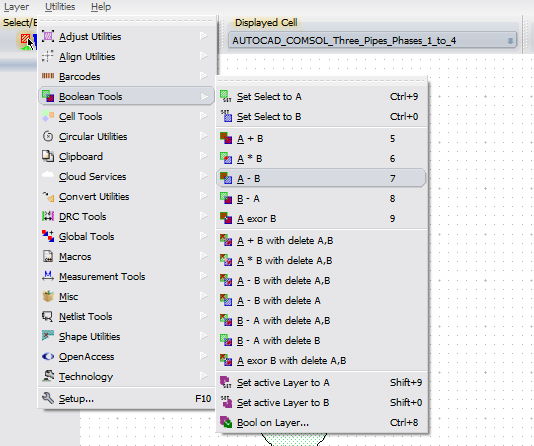 Layer Utilities Help
Select/E
Displayed Cell
AUTOCAD_COMSOL_Three_Pipes_Phases_1_to_4
Adjust Utilities
Align Utilities
Barcodes
Boolean Tools
Cell Tools
Circular Utilities
Clipboard
Cloud Services
Convert Utilities
DRC Tools
Global Tools
Macros
Measurement Tools
Misc
Netlist Tools
Shape Utilities
OpenAccess
Technology
Setup... F10
Set Select to A Ctrl+9
Set Select to B Ctrl+0
A + B 5
A * B 6
A - B 7
B - A 8
A exor B 9
A + B with delete A,B
A * B with delete A,B
A - B with delete A,B
A - B with delete A
B - A with delete A,B
B - A with delete B
A exor B with delete A,B
Set active Layer to A Shift+9
Set active Layer to B Shift+0
Bool on Layer... Ctrl+8